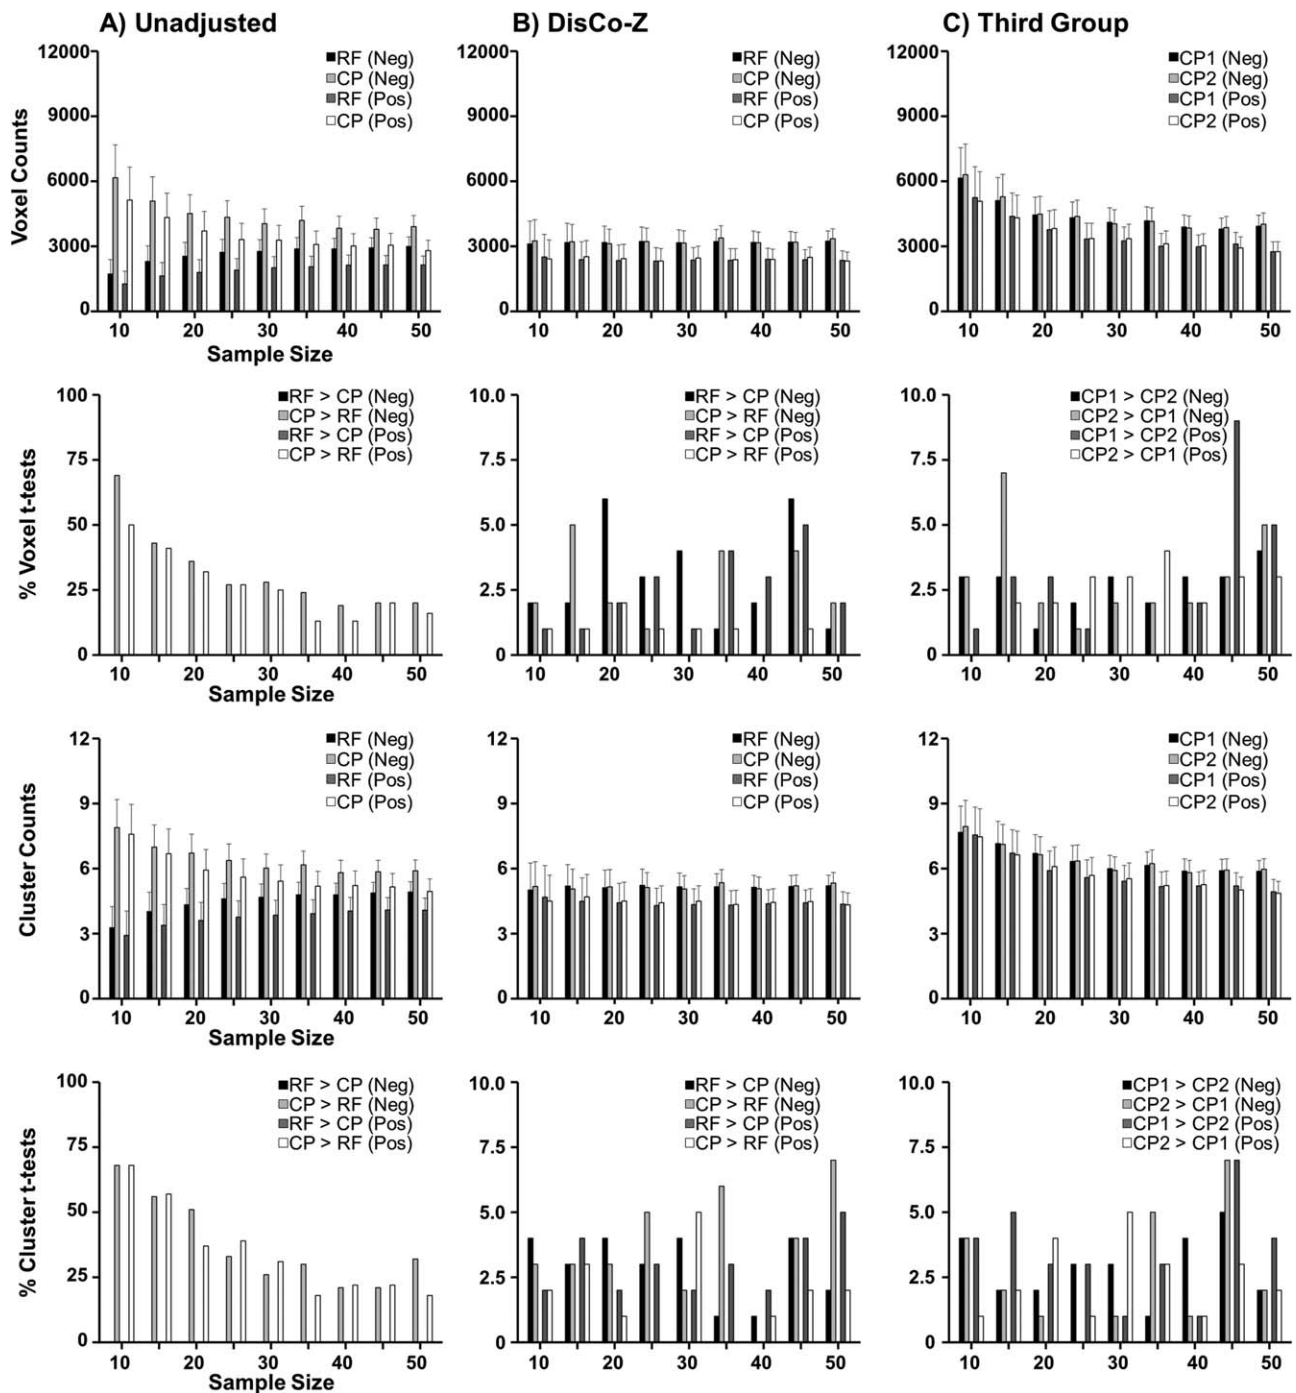 A) Unadjusted
B) DisCo-Z
C) Third Group
Voxel Counts
12000
9000
6000
3000
0
RF (Neg)
CP (Neg)
RF (Pos)
CP (Pos)
10 20 30 40 50
Sample Size
12000
9000
6000
3000
0
RF (Neg)
CP (Neg)
RF (Pos)
CP (Pos)
10 20 30 40 50
12000
9000
6000
3000
0
CP1 (Neg)
CP2 (Neg)
CP1 (Pos)
CP2 (Pos)
10 20 30 40 50
% Voxel t-tests
100
75
50
25
0
RF > CP (Neg)
CP > RF (Neg)
RF > CP (Pos)
CP > RF (Pos)
10 20 30 40 50
Sample Size
10.0
7.5
5.0
2.5
0
RF > CP (Neg)
CP > RF (Neg)
RF > CP (Pos)
CP > RF (Pos)
10 20 30 40 50
10.0
7.5
5.0
2.5
0
CP1 > CP2 (Neg)
CP2 > CP1 (Neg)
CP1 > CP2 (Pos)
CP2 > CP1 (Pos)
10 20 30 40 50
Cluster Counts
12
9
6
3
0
RF (Neg)
CP (Neg)
RF (Pos)
CP (Pos)
10 20 30 40 50
Sample Size
12
9
6
3
0
RF (Neg)
CP (Neg)
RF (Pos)
CP (Pos)
10 20 30 40 50
12
9
6
3
0
CP1 (Neg)
CP2 (Neg)
CP1 (Pos)
CP2 (Pos)
10 20 30 40 50
% Cluster t-tests
100
75
50
25
0
RF > CP (Neg)
CP > RF (Neg)
RF > CP (Pos)
CP > RF (Pos)
10 20 30 40 50
Sample Size
10.0
7.5
5.0
2.5
0
RF > CP (Neg)
CP > RF (Neg)
RF > CP (Pos)
CP > RF (Pos)
10 20 30 40 50
10.0
7.5
5.0
2.5
0
CP1 > CP2 (Neg)
CP2 > CP1 (Neg)
CP1 > CP2 (Pos)
CP2 > CP1 (Pos)
10 20 30 40 50